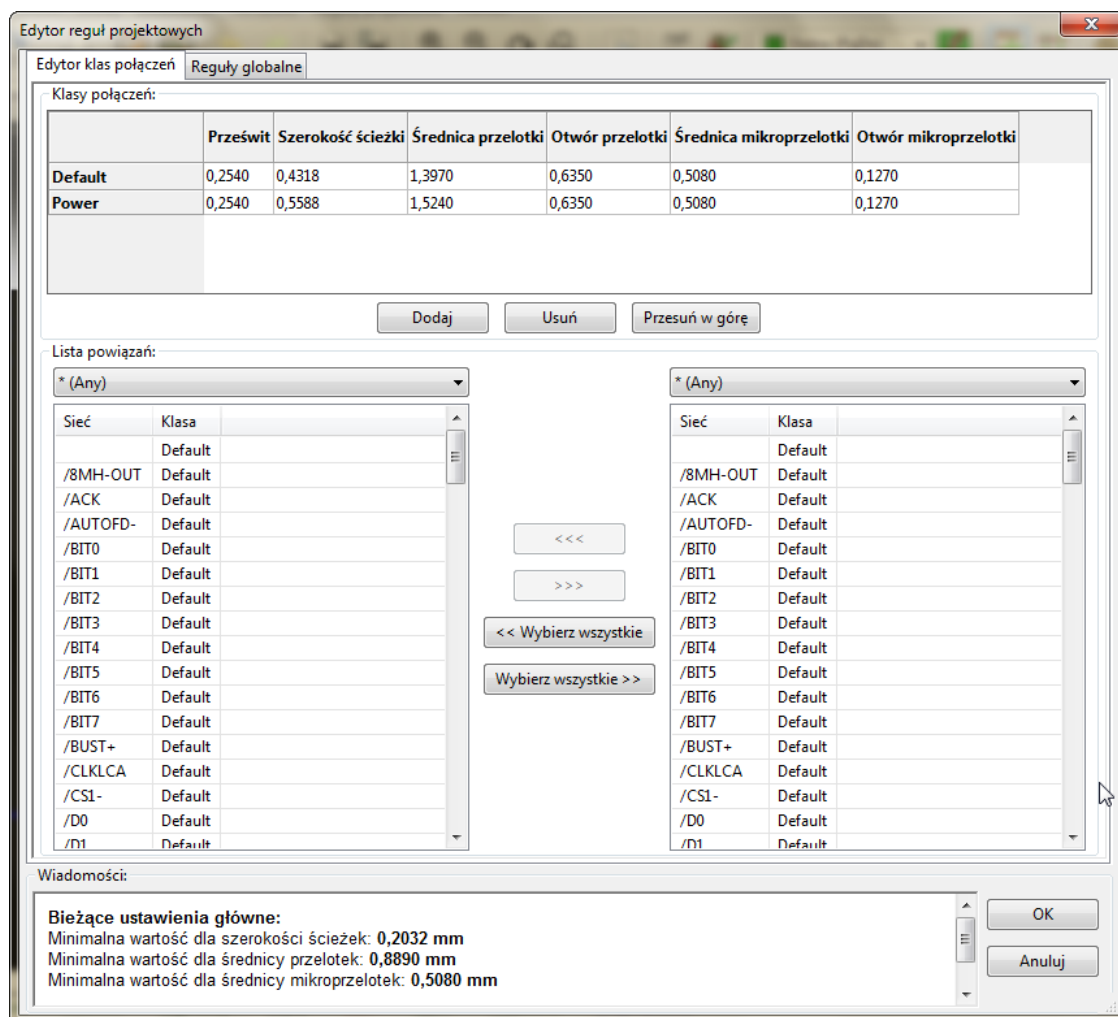 Edytor reguł projektowych
Edytor klas połączeń Reguły globalne
Klasy połączeń:
Prześwit Szerokość ścieżki Średnica przelotki Otwór przelotki Średnica mikroprzelotki Otwór mikroprzelotki
Default 0,2540 0,4318 1,3970 0,6350 0,5080 0,1270
Power 0,2540 0,5588 1,5240 0,6350 0,5080 0,1270
Dodaj Usuń Przesuń w górę
Lista powiązań:
* (Any) * (Any)
Sieć Klasa Sieć Klasa
Default Default
/8MH-OUT Default /8MH-OUT Default
/ACK Default /ACK Default
/AUTOFD- Default /AUTOFD- Default
/BIT0 Default <<< /BIT0 Default
/BIT1 Default >>> /BIT1 Default
/BIT2 Default /BIT2 Default
/BIT3 Default << Wybierz wszystkie /BIT3 Default
/BIT4 Default /BIT4 Default
/BIT5 Default Wybierz wszystkie >> /BIT5 Default
/BIT6 Default /BIT6 Default
/BIT7 Default /BIT7 Default
/BUST+ Default /BUST+ Default
/CLKLCA Default /CLKLCA Default
/CS1- Default /CS1- Default
/D0 Default /D0 Default
/D1 Default /D1 Default
Wiadomości:
Bieżące ustawienia główne:
Minimalna wartość dla szerokości ścieżek: 0,2032 mm
Minimalna wartość dla średnicy przelotek: 0,8890 mm
Minimalna wartość dla średnicy mikroprzelotek: 0,5080 mm
OK
Anuluj